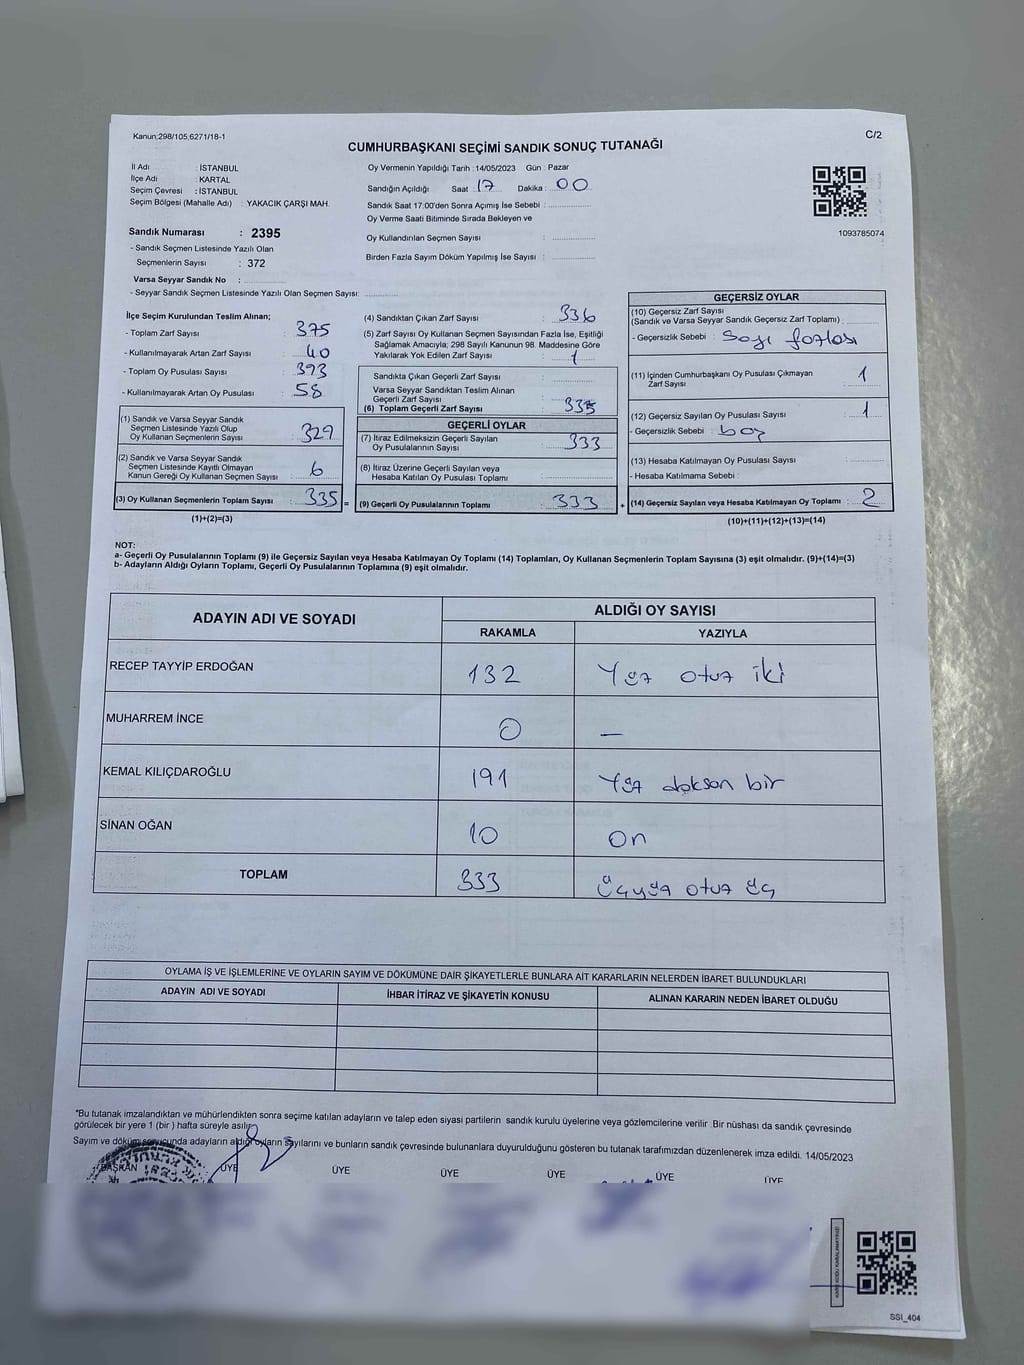 Kanun:298/105,6271/18-1
C/2
CUMHURBAŞKANI SEÇİMİ SANDIK SONUÇ TUTANAĞI
İl Adı : İSTANBUL
İlçe Adı : KARTAL
Seçim Çevresi : İSTANBUL
Seçim Bölgesi (Mahalle Adı) : YAKACIK ÇARŞI MAH.
Sandık Numarası : 2395
- Sandık Seçmen Listesinde Yazılı Olan
Seçmenlerin Sayısı : 372
Varsa Seyyar Sandık No :
- Seyyar Sandık Seçmen Listesinde Yazılı Olan Seçmen Sayısı:
Oy Vermenin Yapıldığı Tarih : 14/05/2023 Gün : Pazar
Sandığın Açıldığı Saat : 17 Dakika : 00
Sandık Saat 17:00'den Sonra Açmış İse Sebebi :
Oy Verme Saati Bitiminde Sırada Bekleyen ve
Oy Kullandırılan Seçmen Sayısı :
Birden Fazla Sayım Döküm Yapılmış İse Sayısı :
1093785074
İlçe Seçim Kurulundan Teslim Alınan;
- Toplam Zarf Sayısı : 375
- Kullanılmayarak Artan Zarf Sayısı : 40
- Toplam Oy Pusulası Sayısı : 393
- Kullanılmayarak Artan Oy Pusulası : 58
(1) Sandık ve Varsa Seyyar Sandık
Seçmen Listesinde Yazılı Olup
Oy Kullanan Seçmenlerin Sayısı : 329
(2) Sandık ve Varsa Seyyar Sandık
Seçmen Listesinde Kayıtlı Olmayan
Kanun Gereği Oy Kullanan Seçmen Sayısı : 6
(3) Oy Kullanan Seçmenlerin Toplam Sayısı : 335 =
(1)+(2)=(3)
(4) Sandıktan Çıkan Zarf Sayısı : 336
(5) Zarf Sayısı Oy Kullanan Seçmen Sayısından Fazla İse, Eşitliği
Sağlamak Amacıyla; 298 Sayılı Kanunun 98. Maddesine Göre
Yakılarak Yok Edilen Zarf Sayısı : 1
Sandıkta Çıkan Geçerli Zarf Sayısı :
Varsa Seyyar Sandıktan Teslim Alınan
Geçerli Zarf Sayısı :
(6) Toplam Geçerli Zarf Sayısı : 335
GEÇERLİ OYLAR
(7) İtiraz Edilmeksizin Geçerli Sayılan
Oy Pusulalarının Sayısı : 333
(8) İtiraz Üzerine Geçerli Sayılan veya
Hesaba Katılan Oy Pusulası Toplamı :
(9) Geçerli Oy Pusulalarının Toplamı : 333 +
GEÇERSİZ OYLAR
(10) Geçersiz Zarf Sayısı
(Sandık ve Varsa Seyyar Sandık Geçersiz Zarf Toplamı) :
- Geçersizlik Sebebi : Sayı fazlası
(11) İçinden Cumhurbaşkanı Oy Pusulası Çıkmayan
Zarf Sayısı : 1
(12) Geçersiz Sayılan Oy Pusulası Sayısı : 1
- Geçersizlik Sebebi : boş
(13) Hesaba Katılmayan Oy Pusulası Sayısı :
- Hesaba Katılmama Sebebi :
(14) Geçersiz Sayılan veya Hesaba Katılmayan Oy Toplamı : 2
(10)+(11)+(12)+(13)=(14)
NOT:
a- Geçerli Oy Pusulalarının Toplamı (9) ile Geçersiz Sayılan veya Hesaba Katılmayan Oy Toplamı (14) Toplamları, Oy Kullanan Seçmenlerin Toplam Sayısına (3) eşit olmalıdır. (9)+(14)=(3)
b- Adayların Aldığı Oyların Toplamı, Geçerli Oy Pusulalarının Toplamına (9) eşit olmalıdır.
ADAYIN ADI VE SOYADI ALDIĞI OY SAYISI
RAKAMLA YAZIYLA
RECEP TAYYİP ERDOĞAN 132 Yüz otuz iki
MUHARREM İNCE 0 –
KEMAL KILIÇDAROĞLU 191 Yüz doksan bir
SİNAN OĞAN 10 On
TOPLAM 333 Üçyüz otuz üç
OYLAMA İŞ VE İŞLEMLERİNE VE OYLARIN SAYIM VE DÖKÜMÜNE DAİR ŞİKAYETLERLE BUNLARA AİT KARARLARIN NELERDEN İBARET BULUNDUKLARI
ADAYIN ADI VE SOYADI İHBAR İTİRAZ VE ŞİKAYETİN KONUSU ALINAN KARARIN NEDEN İBARET OLDUĞU
*Bu tutanak imzalandıktan ve mühürlendikten sonra seçime katılan adayların ve talep eden siyasi partilerin sandık kurulu üyelerine veya gözlemcilerine verilir. Bir nüshası da sandık çevresinde
görülecek bir yere 1 (bir) hafta süreyle asılır.
Sayım ve döküm sonucunda adayların aldığı oyların sayılarını ve bunların sandık çevresinde bulunanlara duyurulduğunu gösteren bu tutanak tarafımızdan düzenlenerek imza edildi. 14/05/2023
BAŞKAN ÜYE ÜYE ÜYE ÜYE ÜYE ÜYE
SSI_404